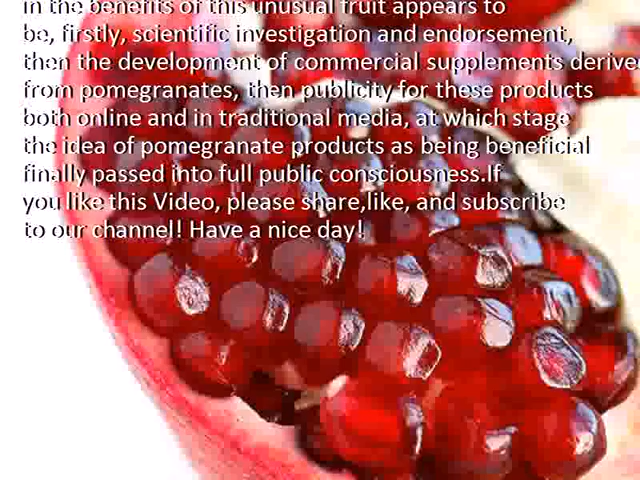 in the benefits of this unusual fruit appears to
be, firstly, scientific investigation and endorsement,
then the development of commercial supplements derive
from pomegranates, then publicity for these products
both online and in traditional media, at which stage
the idea of pomegranate products as being beneficial
finally passed into full public consciousness.If
you like this Video, please share,like, and subscribe
to our channel! Have a nice day!